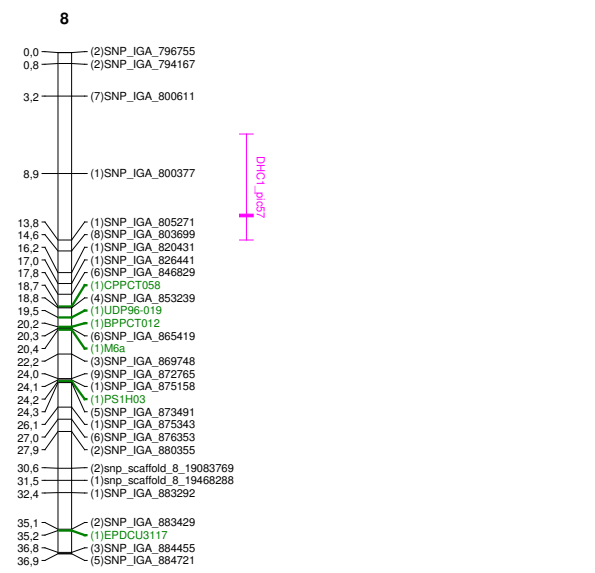 8
0,0 (2)SNP_IGA_796755
0,8 (2)SNP_IGA_794167
3,2 (7)SNP_IGA_800611
8,9 (1)SNP_IGA_800377
DHC1_pic57
13,8 (1)SNP_IGA_805271
14,6 (8)SNP_IGA_803699
16,2 (1)SNP_IGA_820431
17,0 (1)SNP_IGA_826441
17,8 (6)SNP_IGA_846829
18,7 (1)CPPCT058
18,8 (4)SNP_IGA_853239
19,5 (1)UDP96-019
20,2 (1)BPPCT012
20,3 (6)SNP_IGA_865419
20,4 (1)M6a
22,2 (3)SNP_IGA_869748
24,0 (9)SNP_IGA_872765
24,1 (1)SNP_IGA_875158
24,2 (1)PS1H03
24,3 (5)SNP_IGA_873491
26,1 (1)SNP_IGA_875343
27,0 (6)SNP_IGA_876353
27,9 (2)SNP_IGA_880355
30,6 (2)snp_scaffold_8_19083769
31,5 (1)snp_scaffold_8_19468288
32,4 (1)SNP_IGA_883292
35,1 (2)SNP_IGA_883429
35,2 (1)EPDCU3117
36,8 (3)SNP_IGA_884455
36,9 (5)SNP_IGA_884721